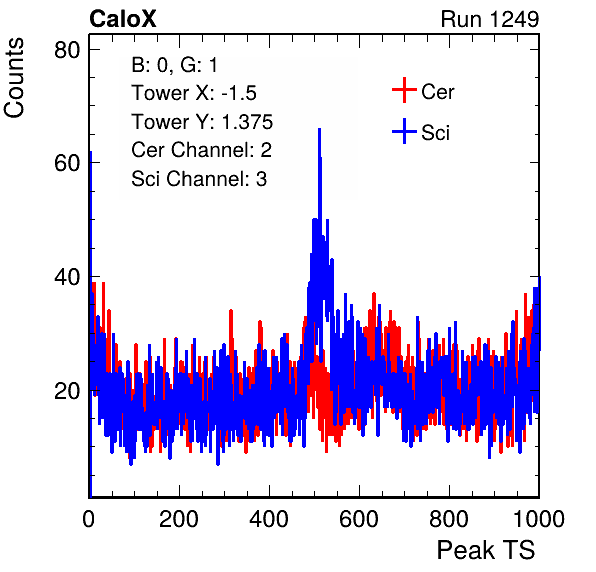 CaloX Run 1249
Counts
80
B: 0, G: 1
Tower X: -1.5
Tower Y: 1.375
Cer Channel: 2
Sci Channel: 3
Cer
Sci
60
40
20
0 200 400 600 800 1000
Peak TS